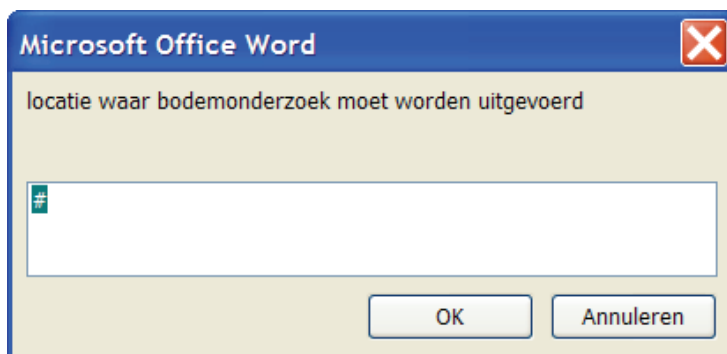 Microsoft Office Word
locatie waar bodemonderzoek moet worden uitgevoerd
#
OK Annuleren